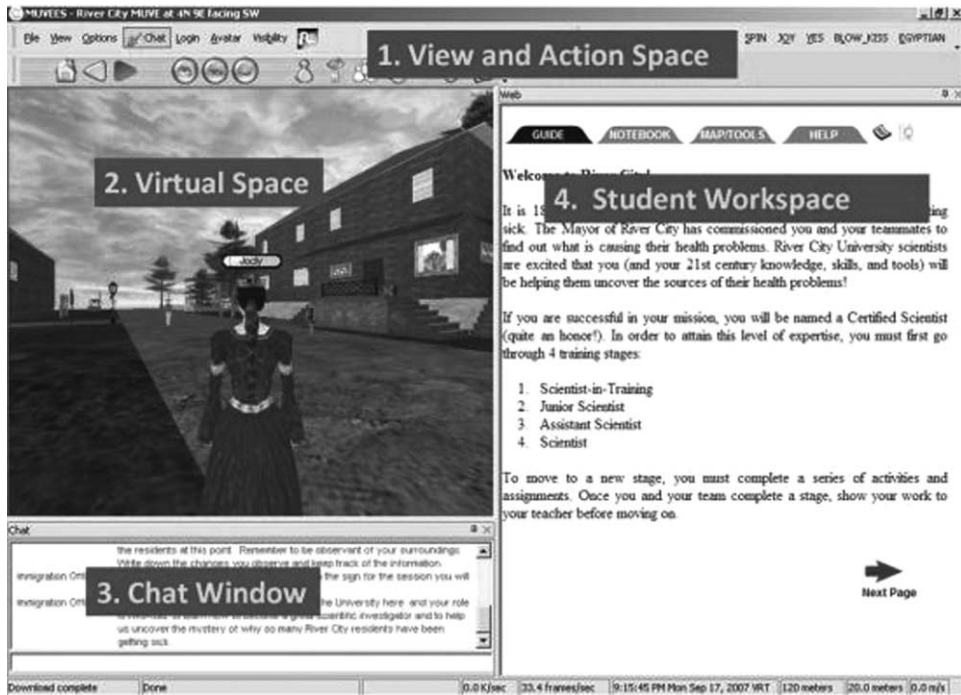 MUVEES - River City MUVE at 4N 9E facing SW
File View Options Chat Login Avatar Visibility
SPIN JOY YES BLOW_KISS EGYPTIAN
1. View and Action Space
Web
GUIDE NOTEBOOK MAP/TOOLS HELP
2. Virtual Space
Jody
4. Student Workspace
Welcome to River City!
It is
sick. The Mayor of River City has commissioned you and your teammates to
find out what is causing their health problems. River City University scientists
are excited that you (and your 21st century knowledge, skills, and tools) will
be helping them uncover the sources of their health problems!
If you are successful in your mission, you will be named a Certified Scientist
(quite an honor!). In order to attain this level of expertise, you must first go
through 4 training stages:
1. Scientist-in-Training
2. Junior Scientist
3. Assistant Scientist
4. Scientist
To move to a new stage, you must complete a series of activities and
assignments. Once you and your team complete a stage, show your work to
your teacher before moving on.
Next Page
Chat
the residents at this point. Remember to be observant of your surroundings.
Write down the changes you observe and keep track of the information.
Immigration the sign for the session you will
3. Chat Window
Immigration the University here and your role
scientific investigator and to help
us uncover the mystery of why so many River City residents have been
getting sick.
Download complete Done 0.0 K/sec 33.4 frames/sec 9:15:45 PM Mon Sep 17, 2007 VRT 120 meters 20.0 meters 0.0 m/s